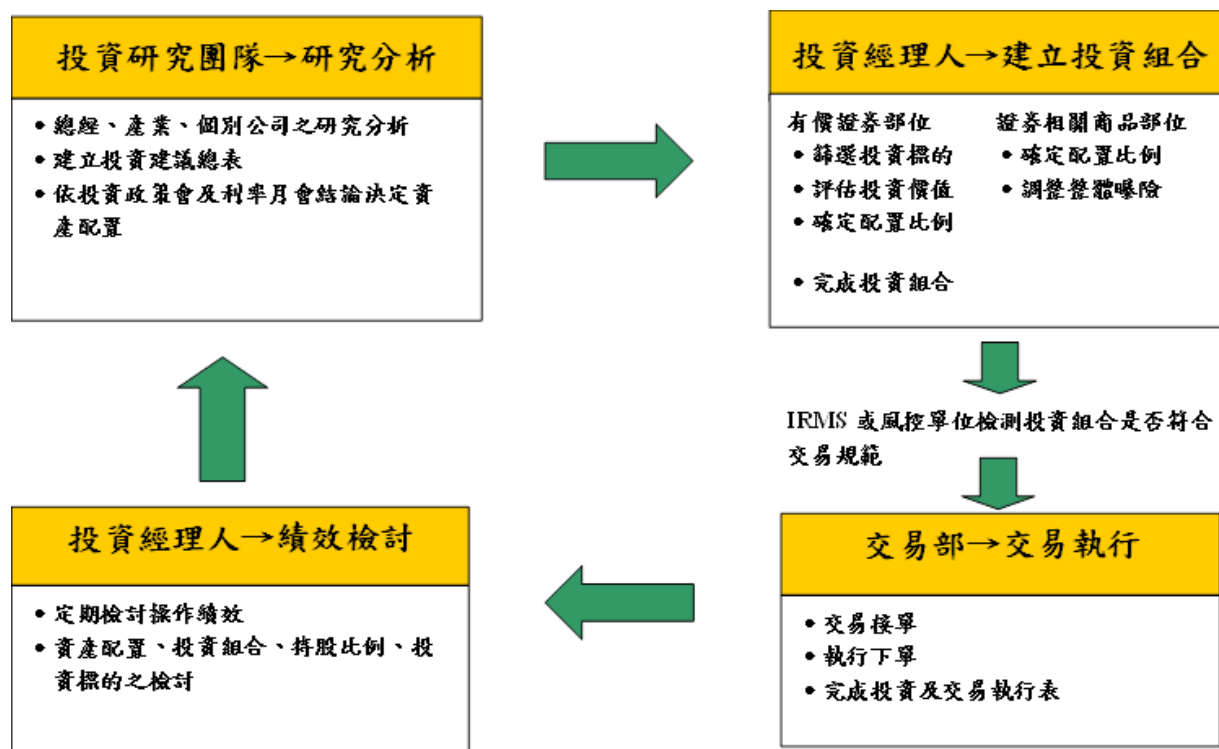 投資研究團隊→研究分析
• 總經、產業、個別公司之研究分析
• 建立投資建議總表
• 依投資政策會及利率月會結論決定資
產配置
投資經理人→建立投資組合
有價證券部位 證券相關商品部位
• 篩選投資標的 • 確定配置比例
• 評估投資價值 • 調整整體曝險
• 確定配置比例
• 完成投資組合
IRMS 或風控單位檢測投資組合是否符合
交易規範
交易部→交易執行
• 交易接單
• 執行下單
• 完成投資及交易執行表
投資經理人→績效檢討
• 定期檢討操作績效
• 資產配置、投資組合、持股比例、投
資標的之檢討